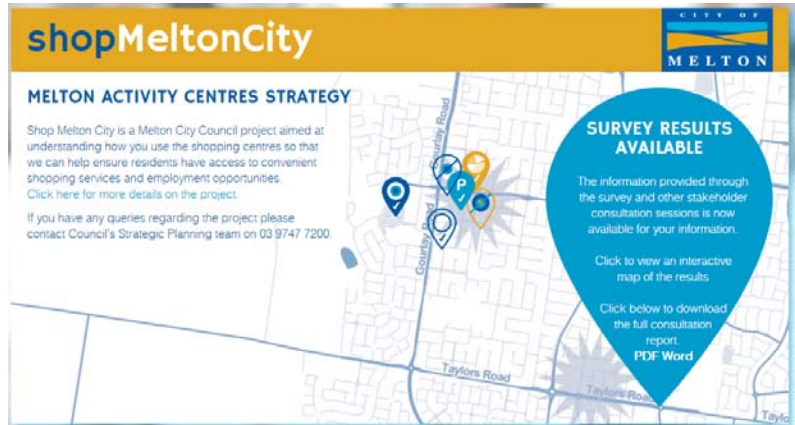 shopMeltonCity
CITY OF
MELTON
MELTON ACTIVITY CENTRES STRATEGY
Shop Melton City is a Melton City Council project aimed at
understanding how you use the shopping centres so that
we can help ensure residents have access to convenient
shopping services and employment opportunities.
Click here for more details on the project.
If you have any queries regarding the project please
contact Council's Strategic Planning team on 03 9747 7200.
Gourlay Road
P
Gourlay Road
Taylors Road
Taylors Road
Taylo
SURVEY RESULTS
AVAILABLE
The information provided through
the survey and other stakeholder
consultation sessions is now
available for your information.
Click to view an interactive
map of the results
Click below to download
the full consultation
report.
PDF Word